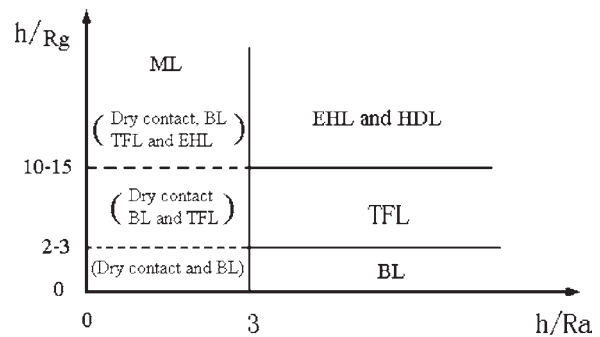 h/Rg
ML
(Dry contact, BL
TFL and EHL)
EHL and HDL
10-15
(Dry contact
BL and TFL)
TFL
2-3
(Dry contact and BL)
BL
0
0
3
h/Ra